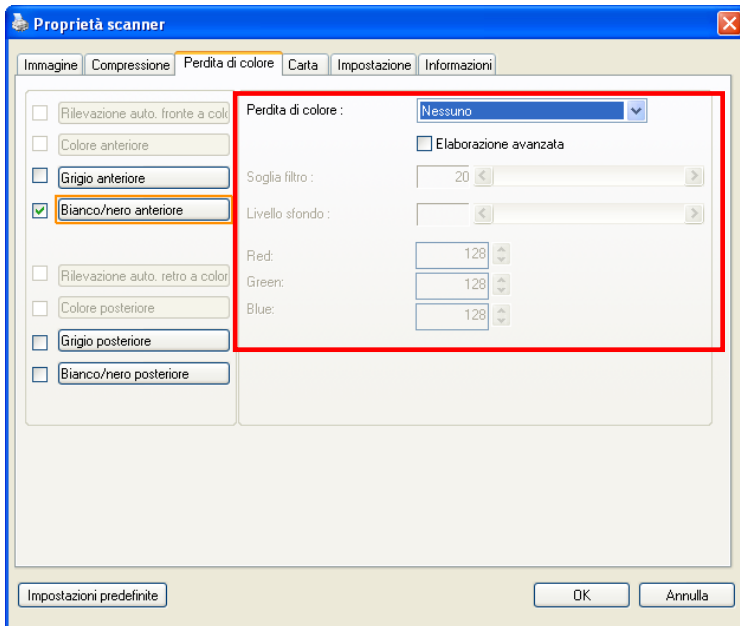 Proprietà scanner
Immagine Compressione Perdita di colore Carta Impostazione Informazioni
Rilevazione auto. fronte a colo
Colore anteriore
Grigio anteriore
Bianco/nero anteriore
Rilevazione auto. retro a color
Colore posteriore
Grigio posteriore
Bianco/nero posteriore
Perdita di colore : Nessuno
Elaborazione avanzata
Soglia filtro : 20
Livello sfondo :
Red: 128
Green: 128
Blue: 128
Impostazioni predefinite OK Annulla